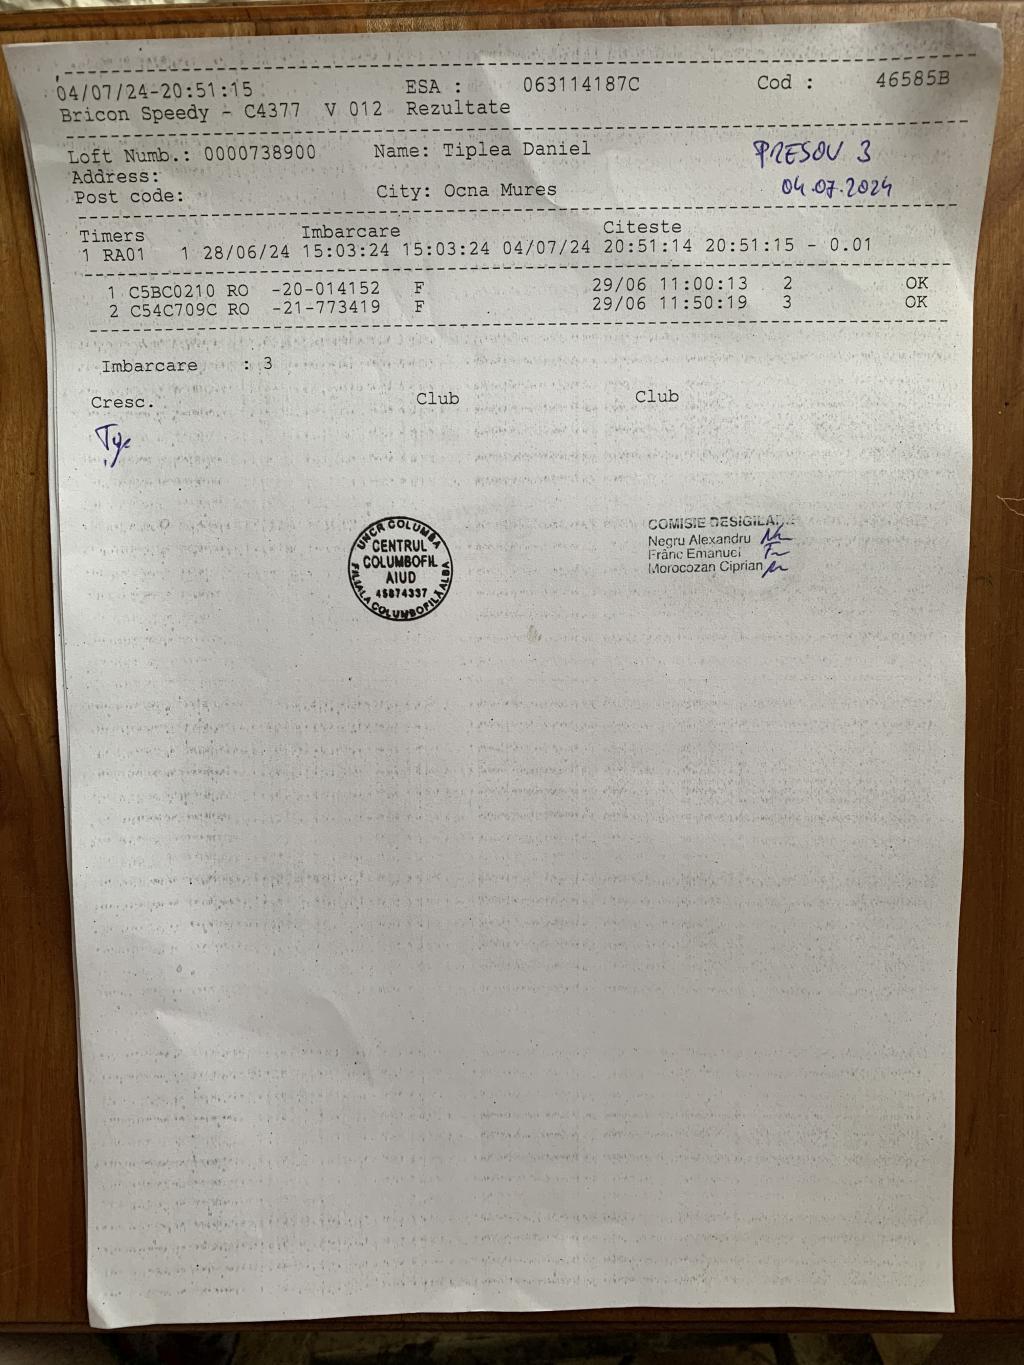 04/07/24-20:51:15 ESA : 063114187C Cod : 46585B
Bricon Speedy - C4377 V 012 Rezultate
Loft Numb.: 0000738900 Name: Tiplea Daniel
PRESOV 3
Address:
Post code: City: Ocna Mures
04.07.2024
Timers Imbarcare Citeste
1 RA01 1 28/06/24 15:03:24 15:03:24 04/07/24 20:51:14 20:51:15 - 0.01
1 C5BC0210 RO -20-014152 F 29/06 11:00:13 2 OK
2 C54C709C RO -21-773419 F 29/06 11:50:19 3 OK
Imbarcare : 3
Cresc. Club Club
UNCR COLUMBA
CENTRUL
COLUMBOFIL
AIUD
45874337
FILIALA COLUMBOFILĂ ALBA
COMISIE
Negru Alexandru
Frânc Emanuel
Morocozan Ciprian